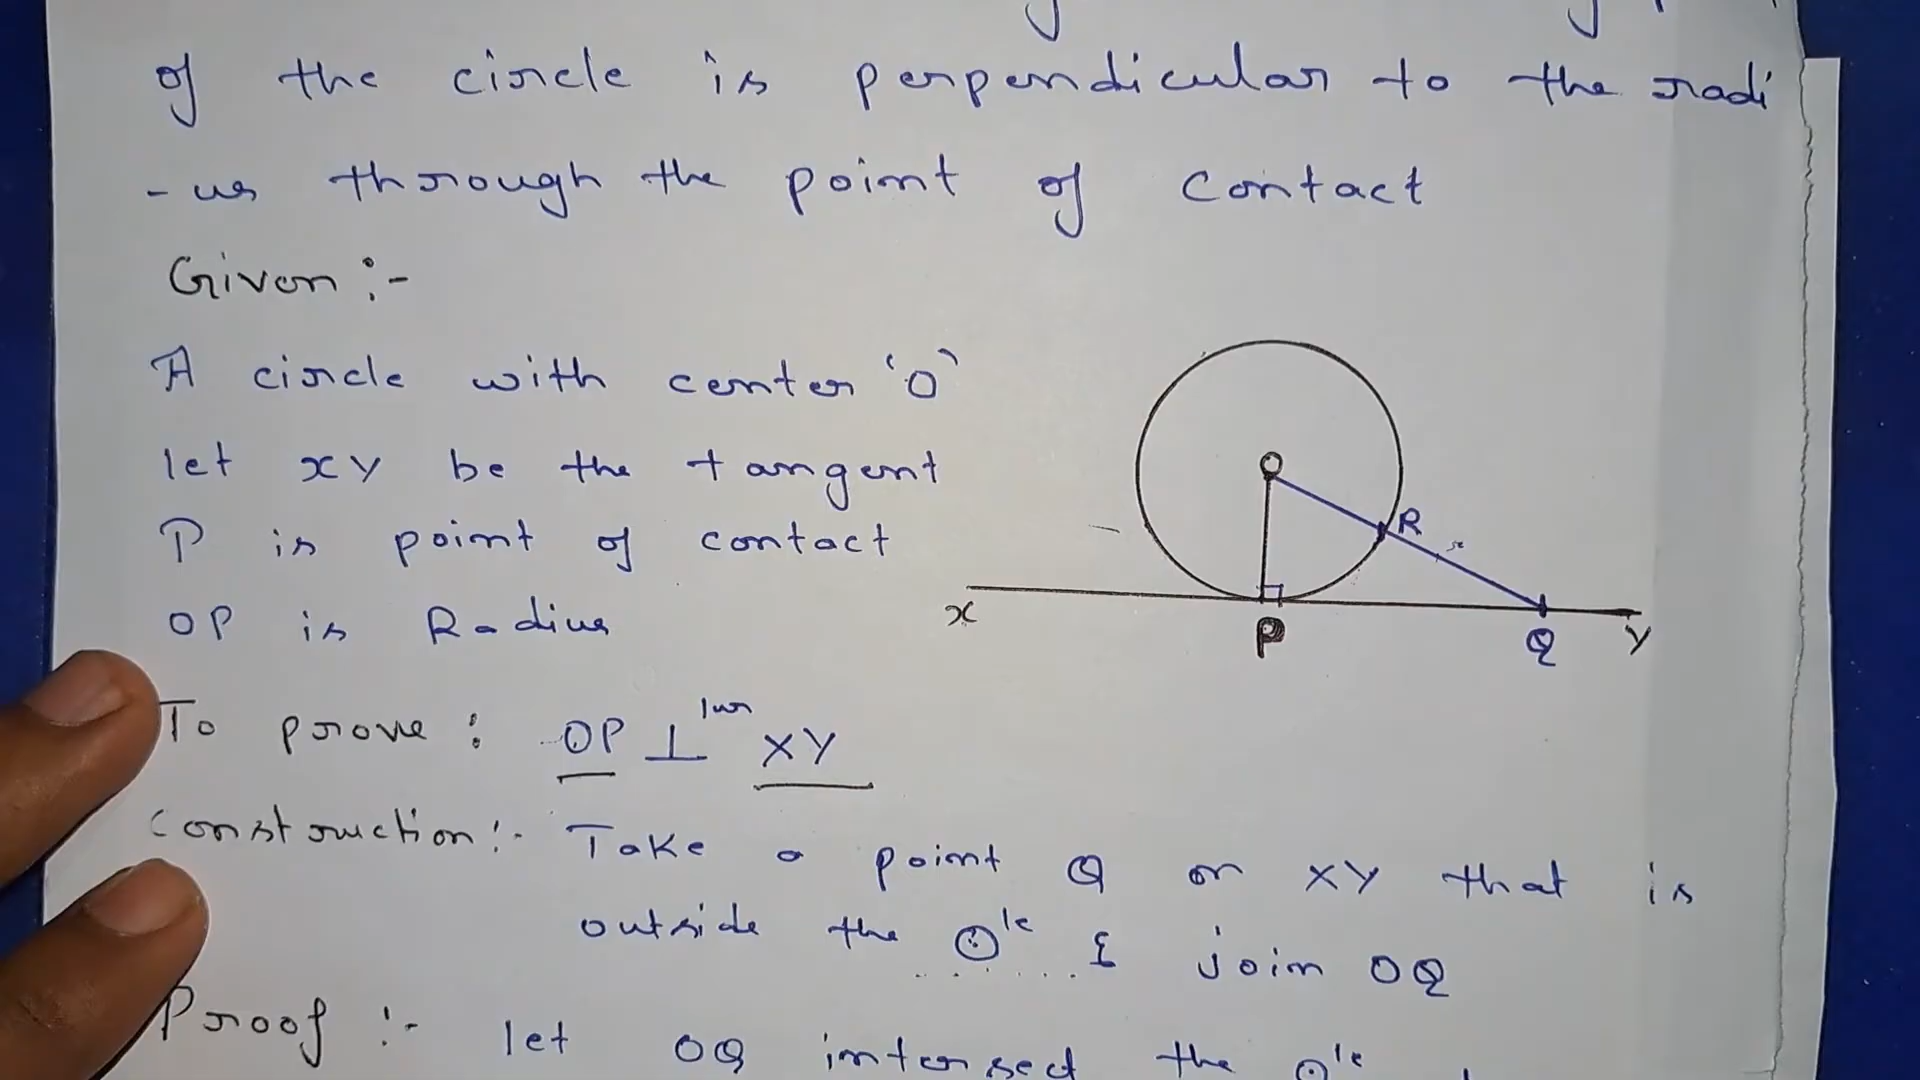 of the circle is perpendicular to the radi
-us through the point of contact
Given :-
A circle with center 'O'
let xy be the tangent
P is point of contact
OP is Radius
O
R
x
P
Q
y
To prove : OP ⊥lar XY
construction :- Take a point Q on XY that is
outside the ⊙le & join OQ
Proof :- let OQ intersect the ⊙le